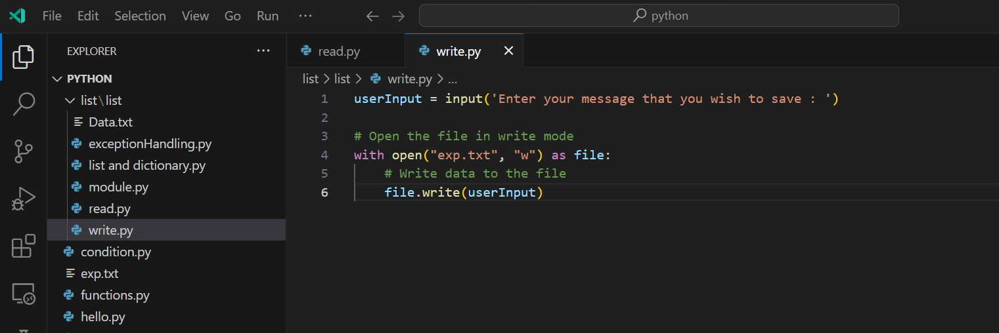 File Edit Selection View Go Run ...
python
EXPLORER ...
PYTHON
list\list
Data.txt
exceptionHandling.py
list and dictionary.py
module.py
read.py
write.py
condition.py
exp.txt
functions.py
hello.py
read.py write.py
list > list > write.py > ...
1 userInput = input('Enter your message that you wish to save : ')
2
3 # Open the file in write mode
4 with open("exp.txt", "w") as file:
5     # Write data to the file
6     file.write(userInput)